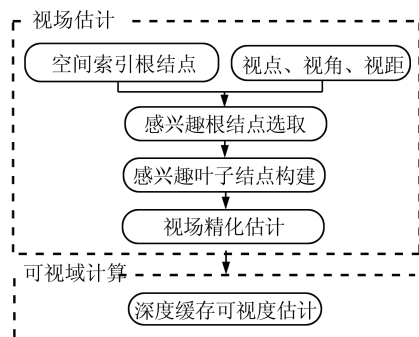 视场估计
空间索引根结点
视点、视角、视距
感兴趣根结点选取
感兴趣叶子结点构建
视场精化估计
可视域计算
深度缓存可视度估计